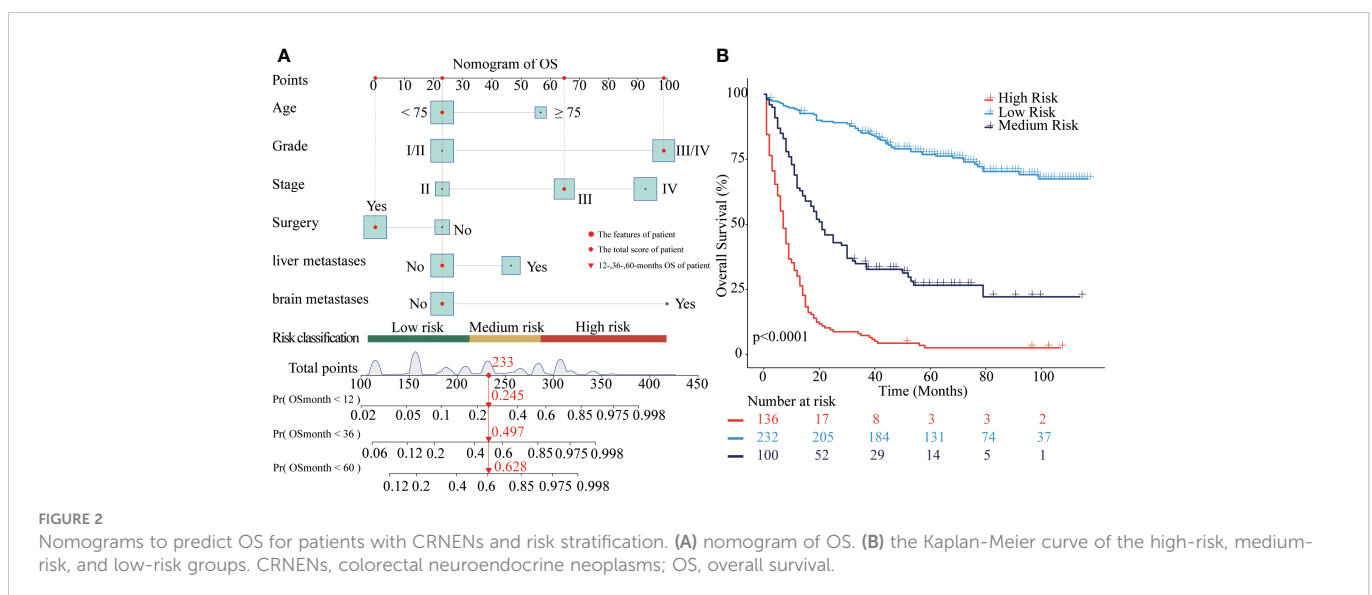 A
Nomogram of OS
Points
0 10 20 30 40 50 60 70 80 90 100
Age
< 75
≥ 75
Grade
I/II
III/IV
Stage
II
III
IV
Surgery
Yes
No
liver metastases
No
Yes
brain metastases
No
Yes
The features of patient
The total score of patient
12-,36-,60-months OS of patient
Risk classification
Low risk
Medium risk
High risk
Total points
233
100 150 200 250 300 350 400 450
Pr( OSmonth < 12 )
0.245
0.02 0.05 0.1 0.2 0.4 0.6 0.85 0.975 0.998
Pr( OSmonth < 36 )
0.497
0.06 0.12 0.2 0.4 0.6 0.85 0.975 0.998
Pr( OSmonth < 60 )
0.628
0.12 0.2 0.4 0.6 0.85 0.975 0.998
B
Overall Survival (%)
100
75
50
25
0
High Risk
Low Risk
Medium Risk
p<0.0001
0 20 40 60 80 100
Time (Months)
Number at risk
136 17 8 3 3 2
232 205 184 131 74 37
100 52 29 14 5 1
FIGURE 2
Nomograms to predict OS for patients with CRNENs and risk stratification. (A) nomogram of OS. (B) the Kaplan-Meier curve of the high-risk, medium-
risk, and low-risk groups. CRNENs, colorectal neuroendocrine neoplasms; OS, overall survival.